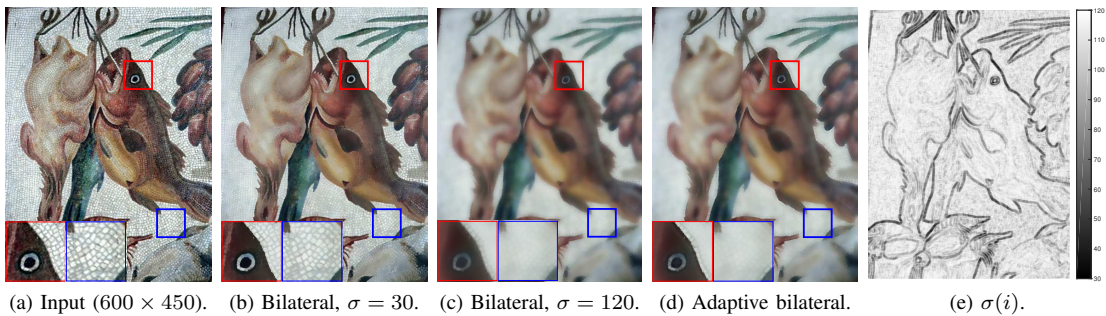 120
110
100
90
80
70
60
50
40
30
(a) Input (600 × 450).
(b) Bilateral, σ = 30.
(c) Bilateral, σ = 120.
(d) Adaptive bilateral.
(e) σ(i).